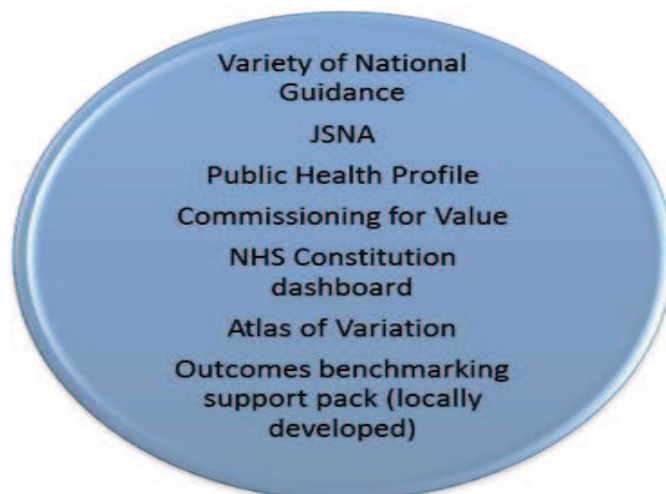 Variety of National
Guidance
JSNA
Public Health Profile
Commissioning for Value
NHS Constitution
dashboard
Atlas of Variation
Outcomes benchmarking
support pack (locally
developed)